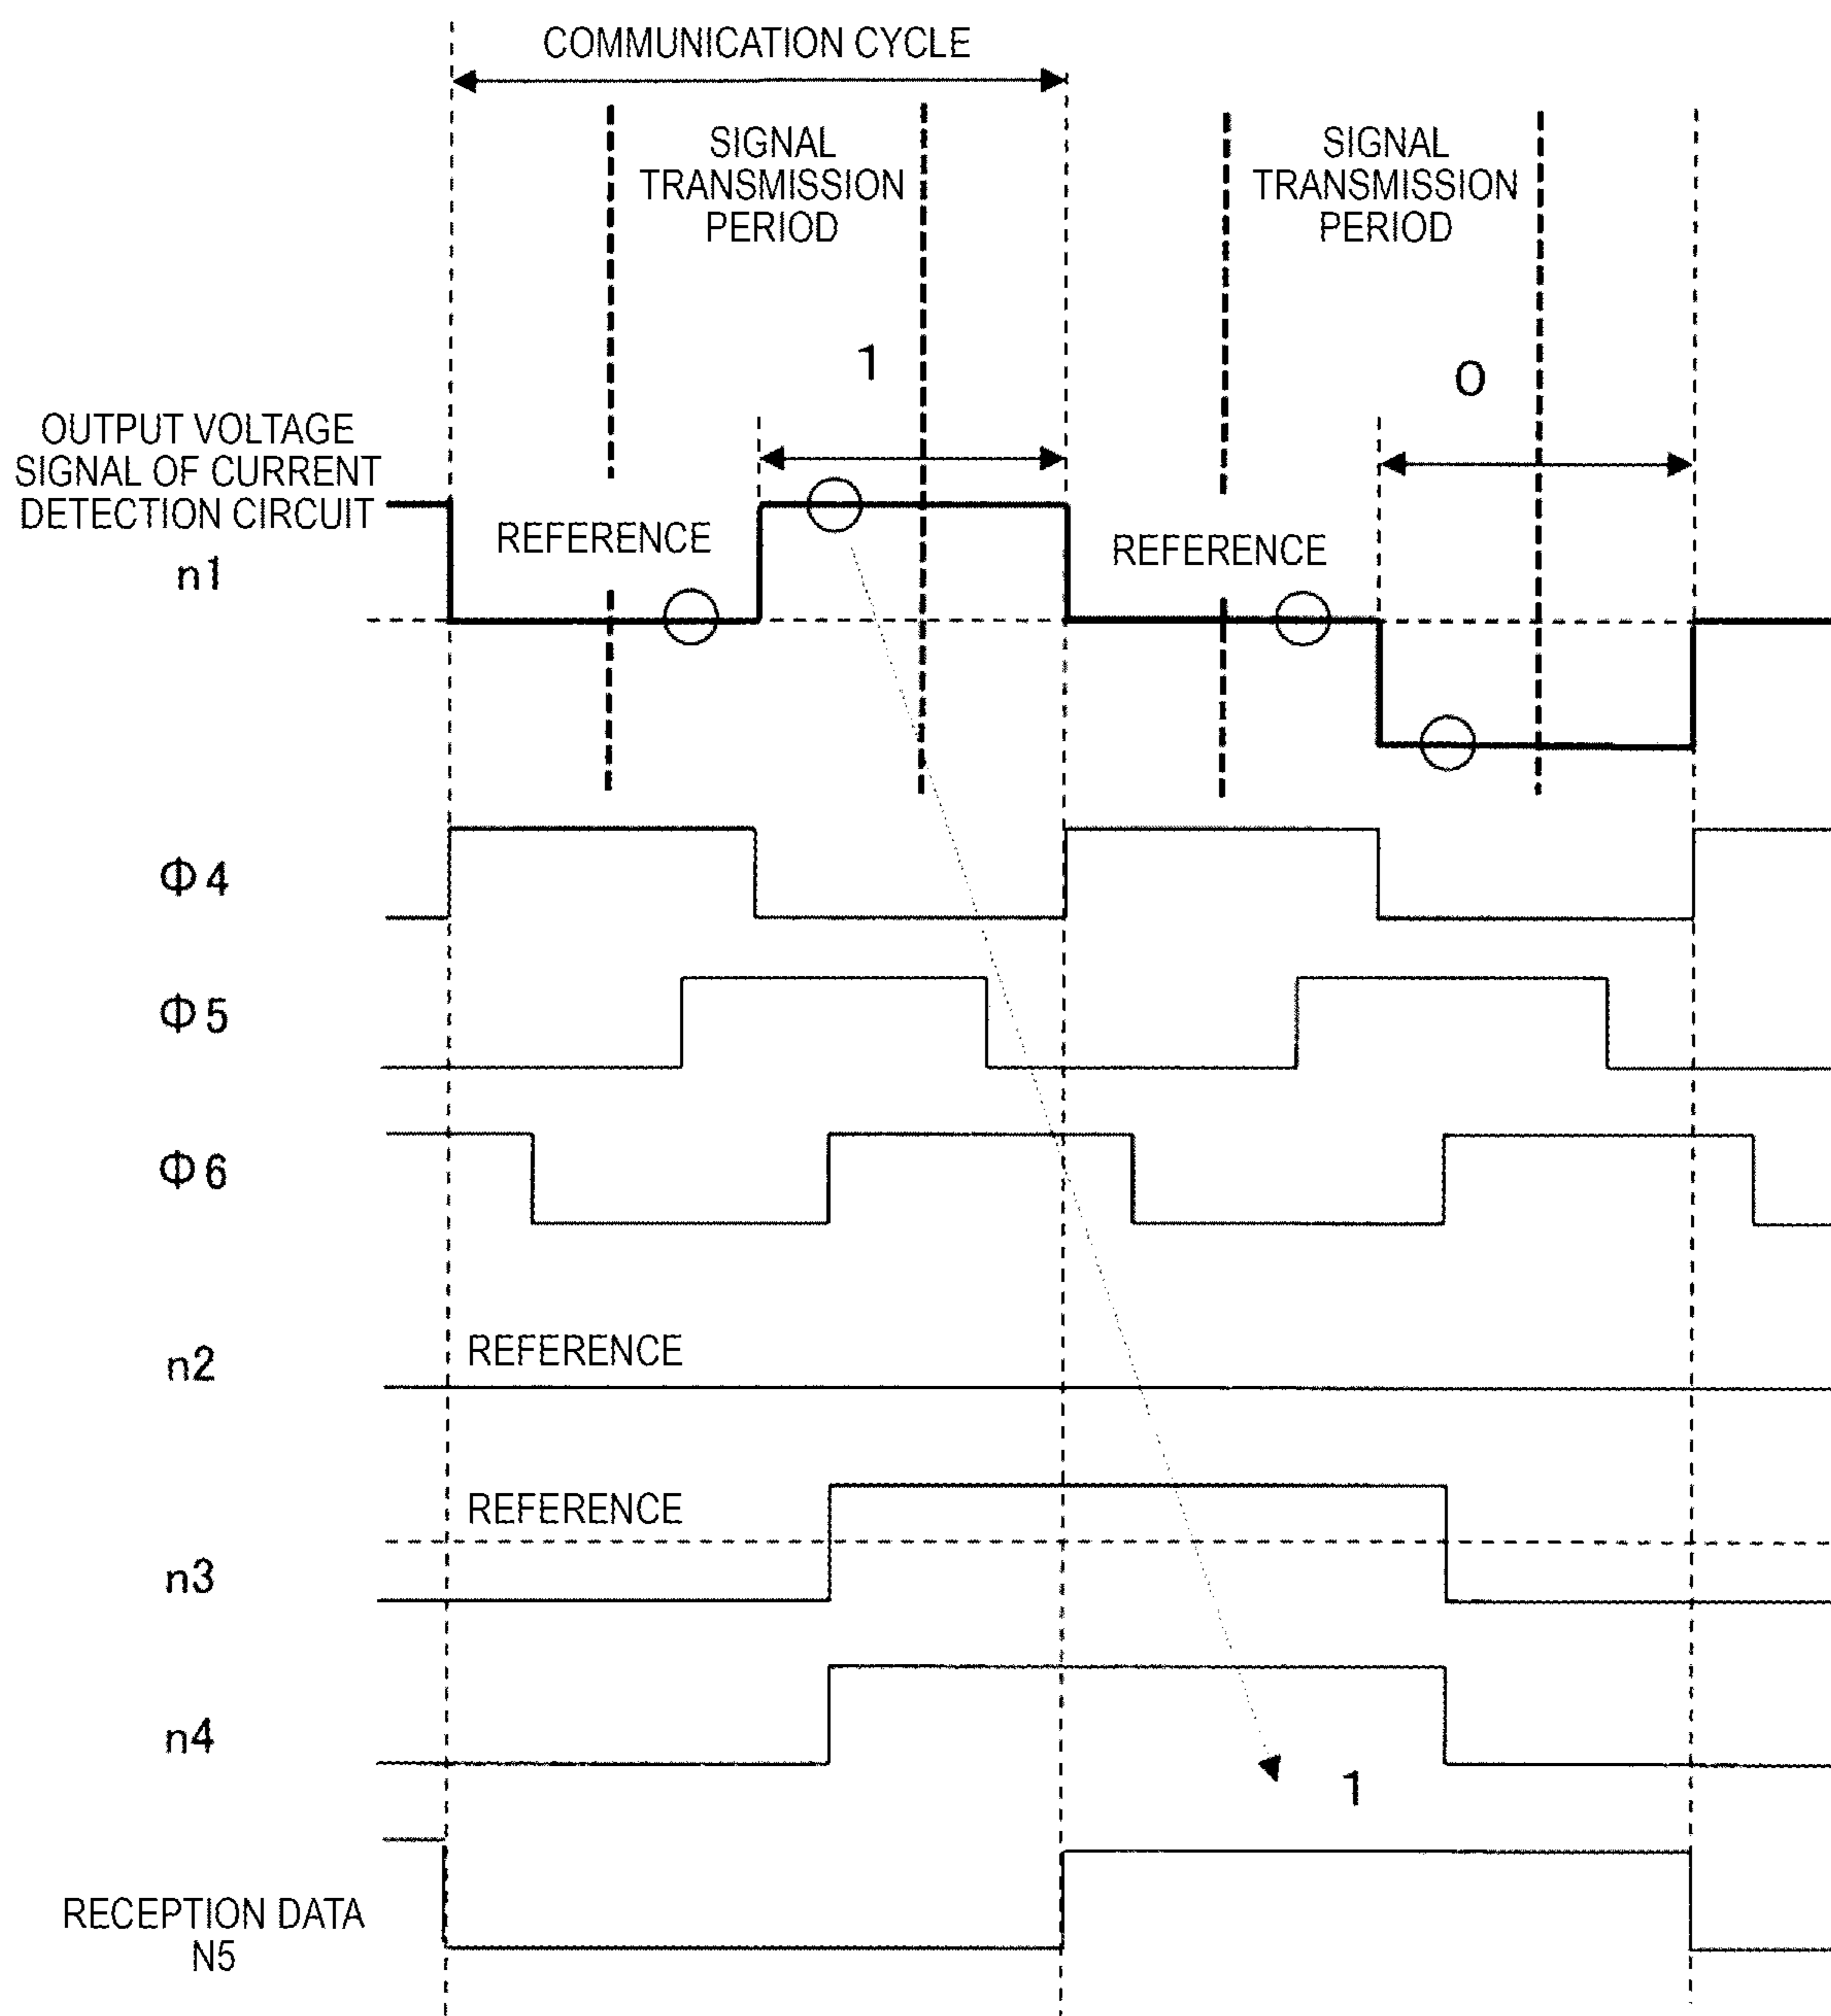 COMMUNICATION CYCLE
SIGNAL
TRANSMISSION
PERIOD
SIGNAL
TRANSMISSION
PERIOD
1
0
OUTPUT VOLTAGE
SIGNAL OF CURRENT
DETECTION CIRCUIT
n1
REFERENCE
REFERENCE
Φ4
Φ5
Φ6
n2
REFERENCE
REFERENCE
n3
n4
1
RECEPTION DATA
N5